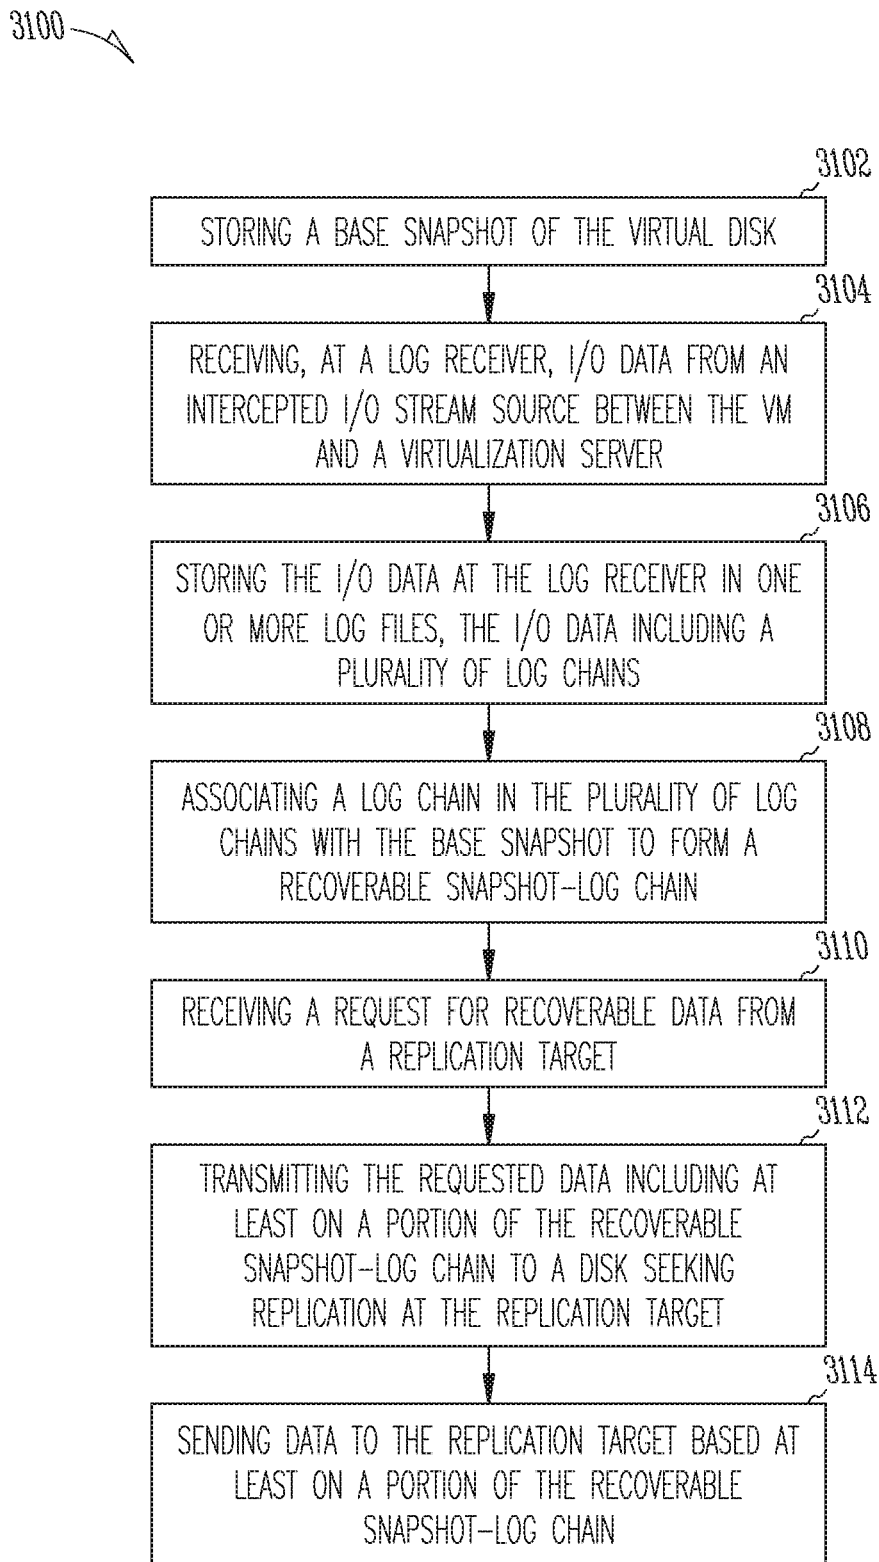 3100
3102
STORING A BASE SNAPSHOT OF THE VIRTUAL DISK
3104
RECEIVING, AT A LOG RECEIVER, I/O DATA FROM AN
INTERCEPTED I/O STREAM SOURCE BETWEEN THE VM
AND A VIRTUALIZATION SERVER
3106
STORING THE I/O DATA AT THE LOG RECEIVER IN ONE
OR MORE LOG FILES, THE I/O DATA INCLUDING A
PLURALITY OF LOG CHAINS
3108
ASSOCIATING A LOG CHAIN IN THE PLURALITY OF LOG
CHAINS WITH THE BASE SNAPSHOT TO FORM A
RECOVERABLE SNAPSHOT-LOG CHAIN
3110
RECEIVING A REQUEST FOR RECOVERABLE DATA FROM
A REPLICATION TARGET
3112
TRANSMITTING THE REQUESTED DATA INCLUDING AT
LEAST ON A PORTION OF THE RECOVERABLE
SNAPSHOT-LOG CHAIN TO A DISK SEEKING
REPLICATION AT THE REPLICATION TARGET
3114
SENDING DATA TO THE REPLICATION TARGET BASED AT
LEAST ON A PORTION OF THE RECOVERABLE
SNAPSHOT-LOG CHAIN